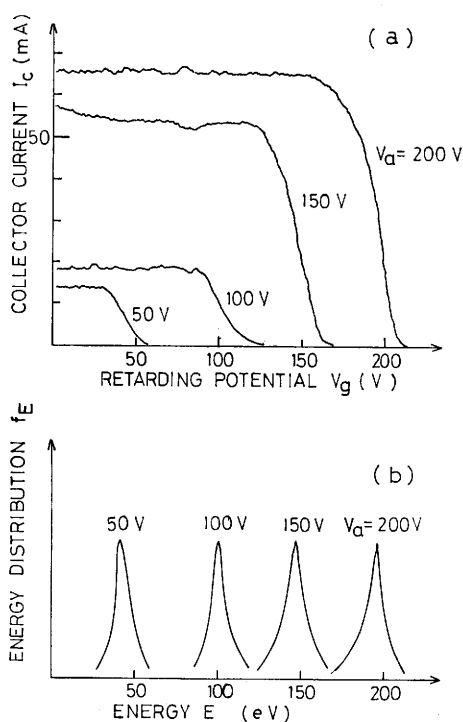 (a)
COLLECTOR CURRENT Ic (mA)
50
Va = 200 V
150 V
100 V
50 V
50 100 150 200
RETARDING POTENTIAL Vg (V)
(b)
ENERGY DISTRIBUTION fE
50 V 100 V 150 V Va = 200V
50 100 150 200
ENERGY E (eV)